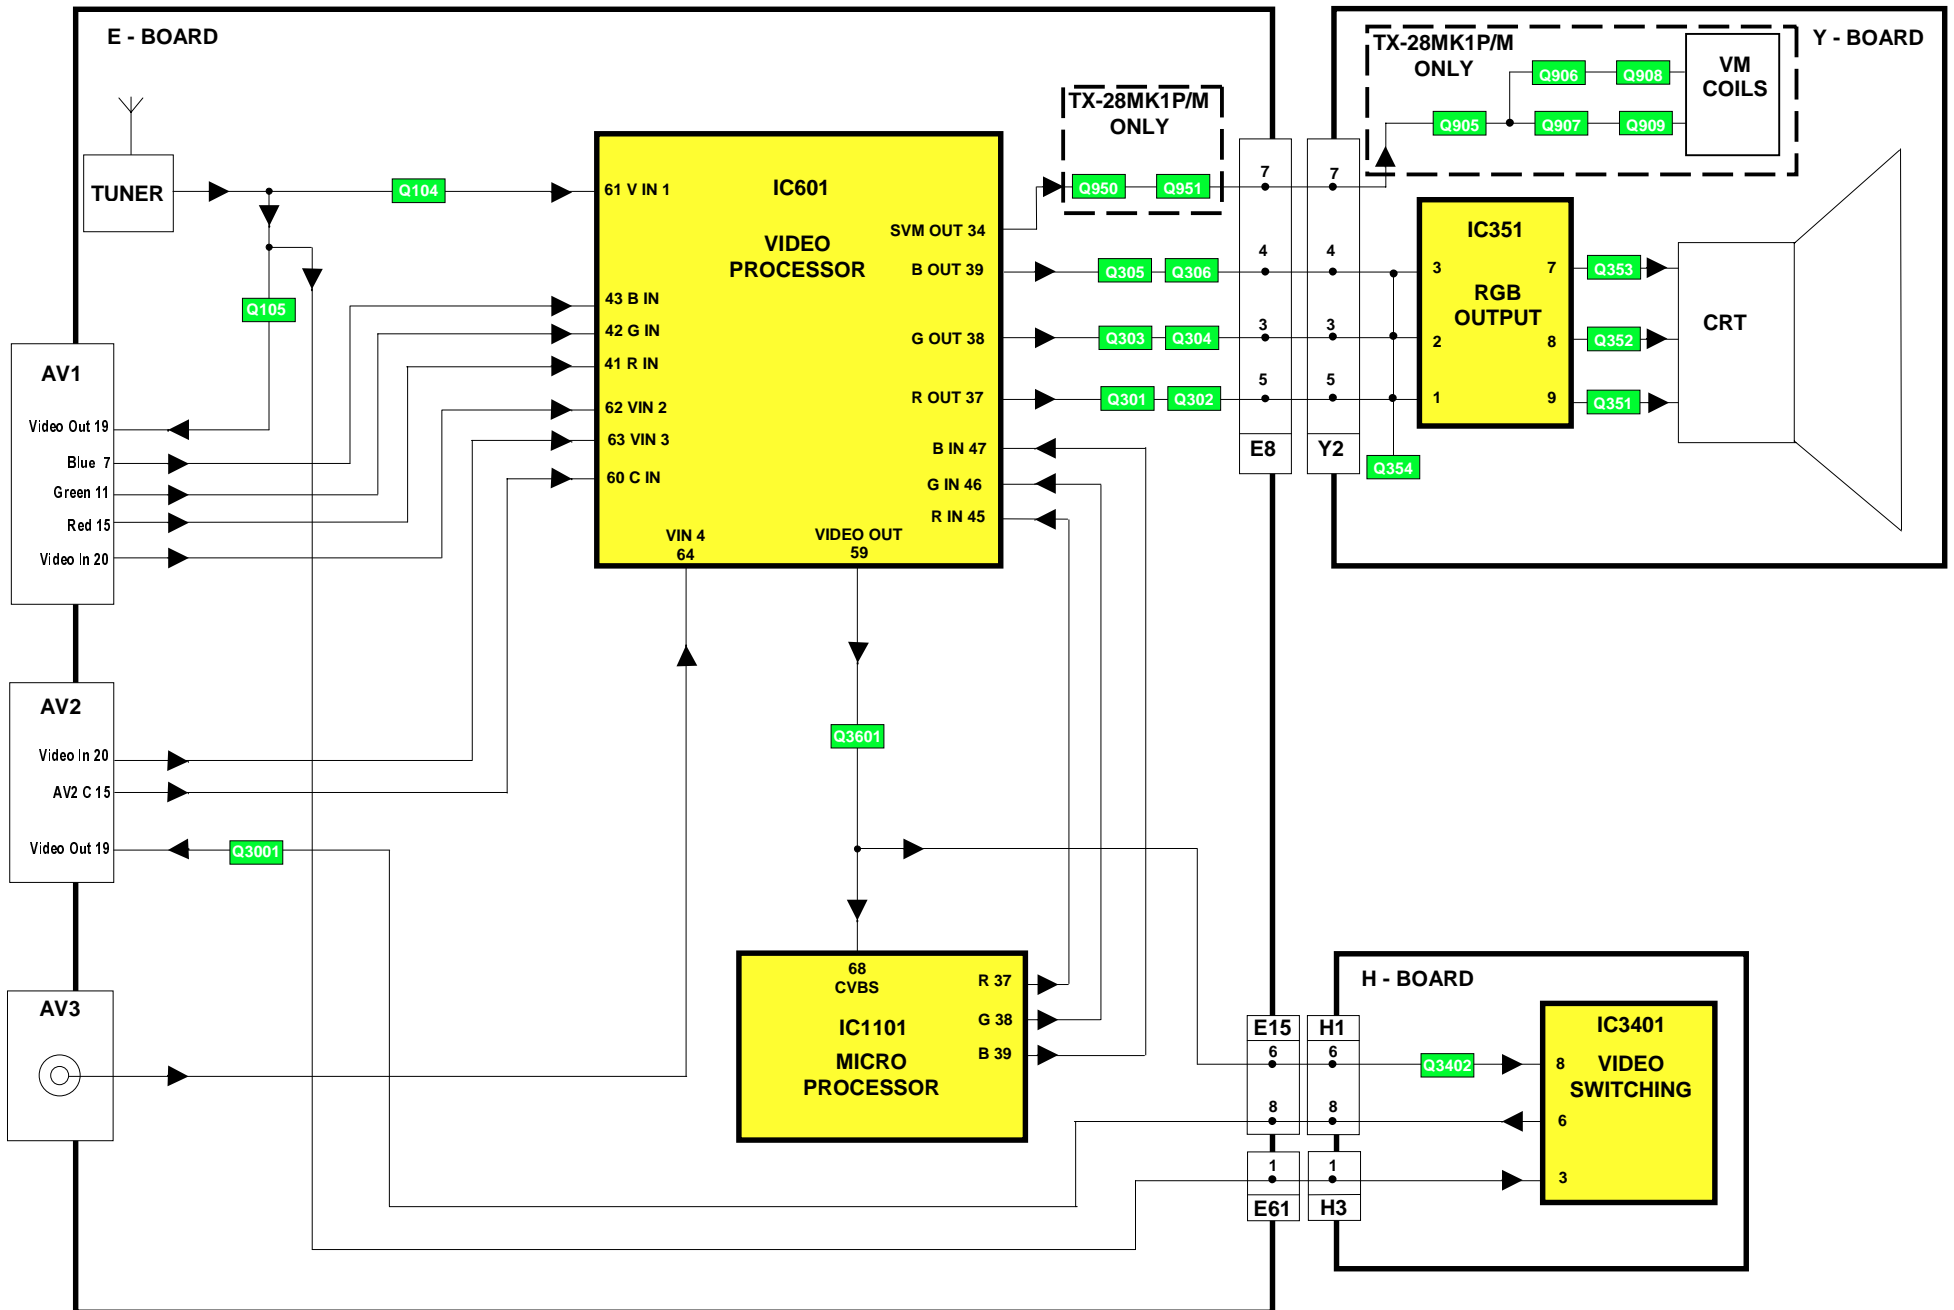 E - BOARD
TX-28MK1P/M
ONLY
Y - BOARD
VM
COILS
Q906
Q908
Q905
Q907
Q909
TX-28MK1P/M
ONLY
Q950
Q951
TUNER
Q104
Q105
61 V IN 1
IC601
VIDEO
PROCESSOR
SVM OUT 34
B OUT 39
G OUT 38
R OUT 37
B IN 47
G IN 46
R IN 45
43 B IN
42 G IN
41 R IN
62 VIN 2
63 VIN 3
60 C IN
VIN 4
64
VIDEO OUT
59
Q305
Q306
Q303
Q304
Q301
Q302
7
4
3
5
E8
7
4
3
5
Y2
Q354
IC351
RGB
OUTPUT
3
2
1
7
8
9
Q353
Q352
Q351
CRT
AV1
Video Out 19
Blue 7
Green 11
Red 15
Video In 20
AV2
Video In 20
AV2 C 15
Video Out 19
Q3001
Q3601
AV3
68
CVBS
IC1101
MICRO
PROCESSOR
R 37
G 38
B 39
E15
6
8
1
E61
H1
6
8
1
H3
H - BOARD
Q3402
IC3401
VIDEO
SWITCHING
8
6
3